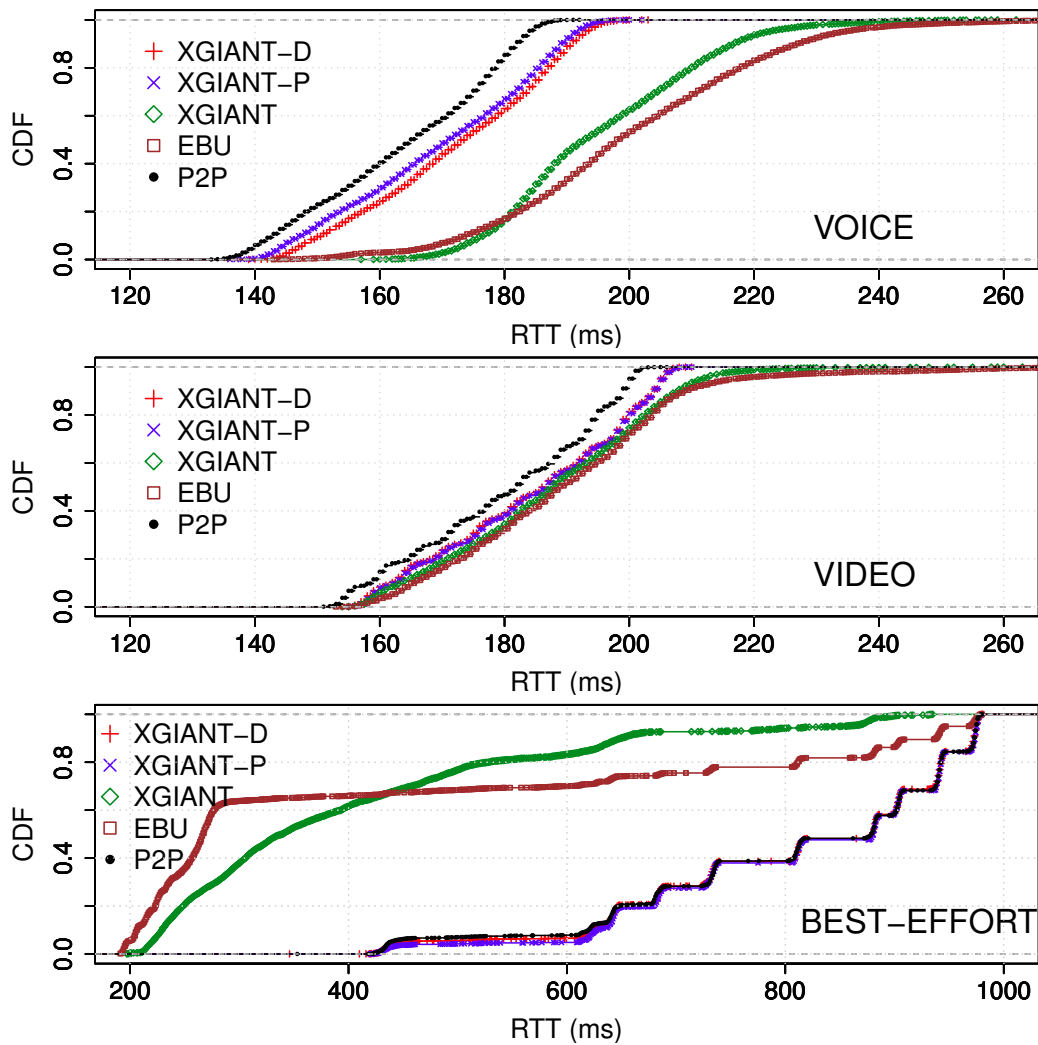 CDF
0.0 0.4 0.8
XGIANT−D
XGIANT−P
XGIANT
EBU
P2P
VOICE
120 140 160 180 200 220 240 260
RTT (ms)
CDF
0.0 0.4 0.8
XGIANT−D
XGIANT−P
XGIANT
EBU
P2P
VIDEO
120 140 160 180 200 220 240 260
RTT (ms)
CDF
0.0 0.4 0.8
XGIANT−D
XGIANT−P
XGIANT
EBU
P2P
BEST−EFFORT
200 400 600 800 1000
RTT (ms)